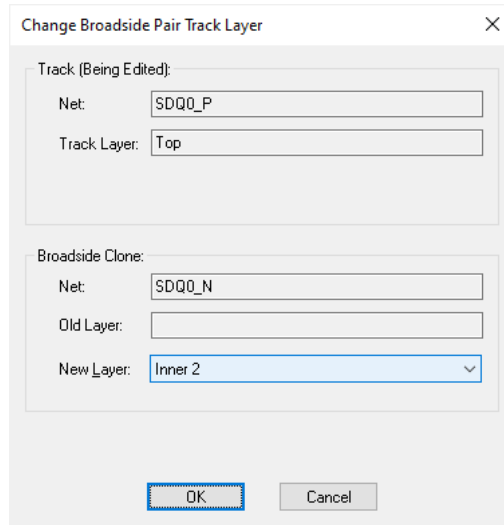 Change Broadside Pair Track Layer
Track (Being Edited):
Net: SDQ0_P
Track Layer: Top
Broadside Clone:
Net: SDQ0_N
Old Layer:
New Layer: Inner 2
OK Cancel